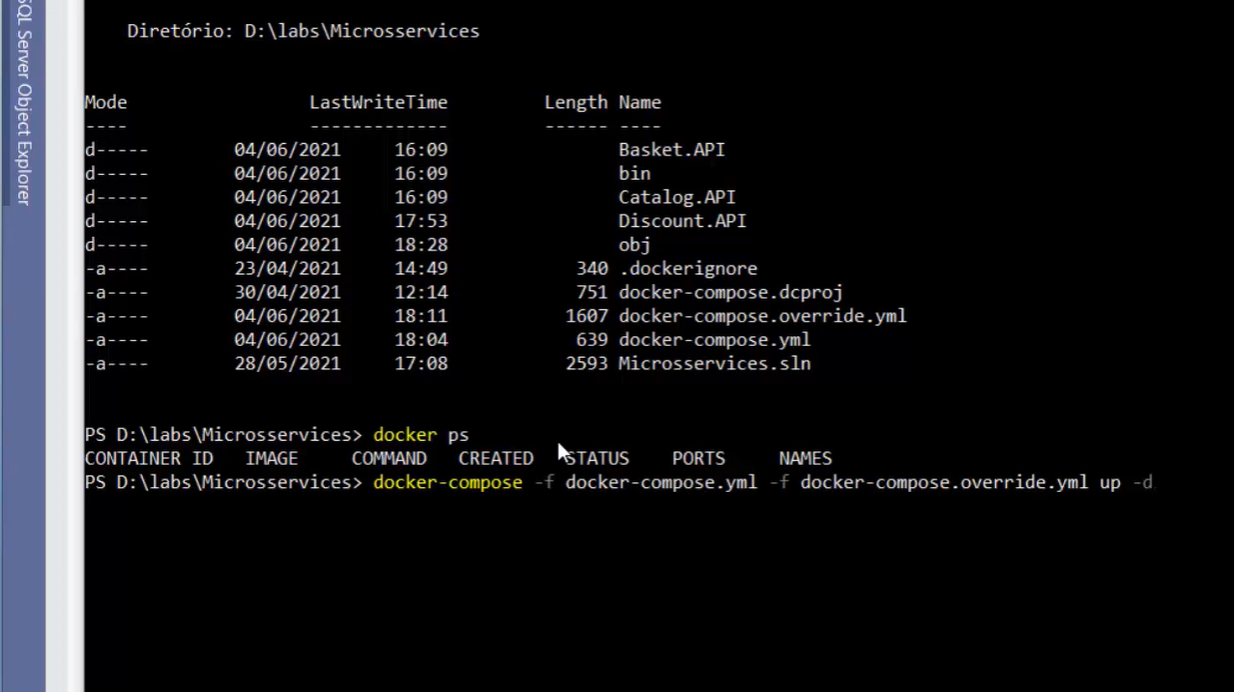 SQL Server Object Explorer
Diretório: D:\labs\Microsservices
Mode LastWriteTime Length Name
---- ------------- ------ ----
d----- 04/06/2021 16:09 Basket.API
d----- 04/06/2021 16:09 bin
d----- 04/06/2021 16:09 Catalog.API
d----- 04/06/2021 17:53 Discount.API
d----- 04/06/2021 18:28 obj
-a---- 23/04/2021 14:49 340 .dockerignore
-a---- 30/04/2021 12:14 751 docker-compose.dcproj
-a---- 04/06/2021 18:11 1607 docker-compose.override.yml
-a---- 04/06/2021 18:04 639 docker-compose.yml
-a---- 28/05/2021 17:08 2593 Microsservices.sln
PS D:\labs\Microsservices> docker ps
CONTAINER ID IMAGE COMMAND CREATED STATUS PORTS NAMES
PS D:\labs\Microsservices> docker-compose -f docker-compose.yml -f docker-compose.override.yml up -d